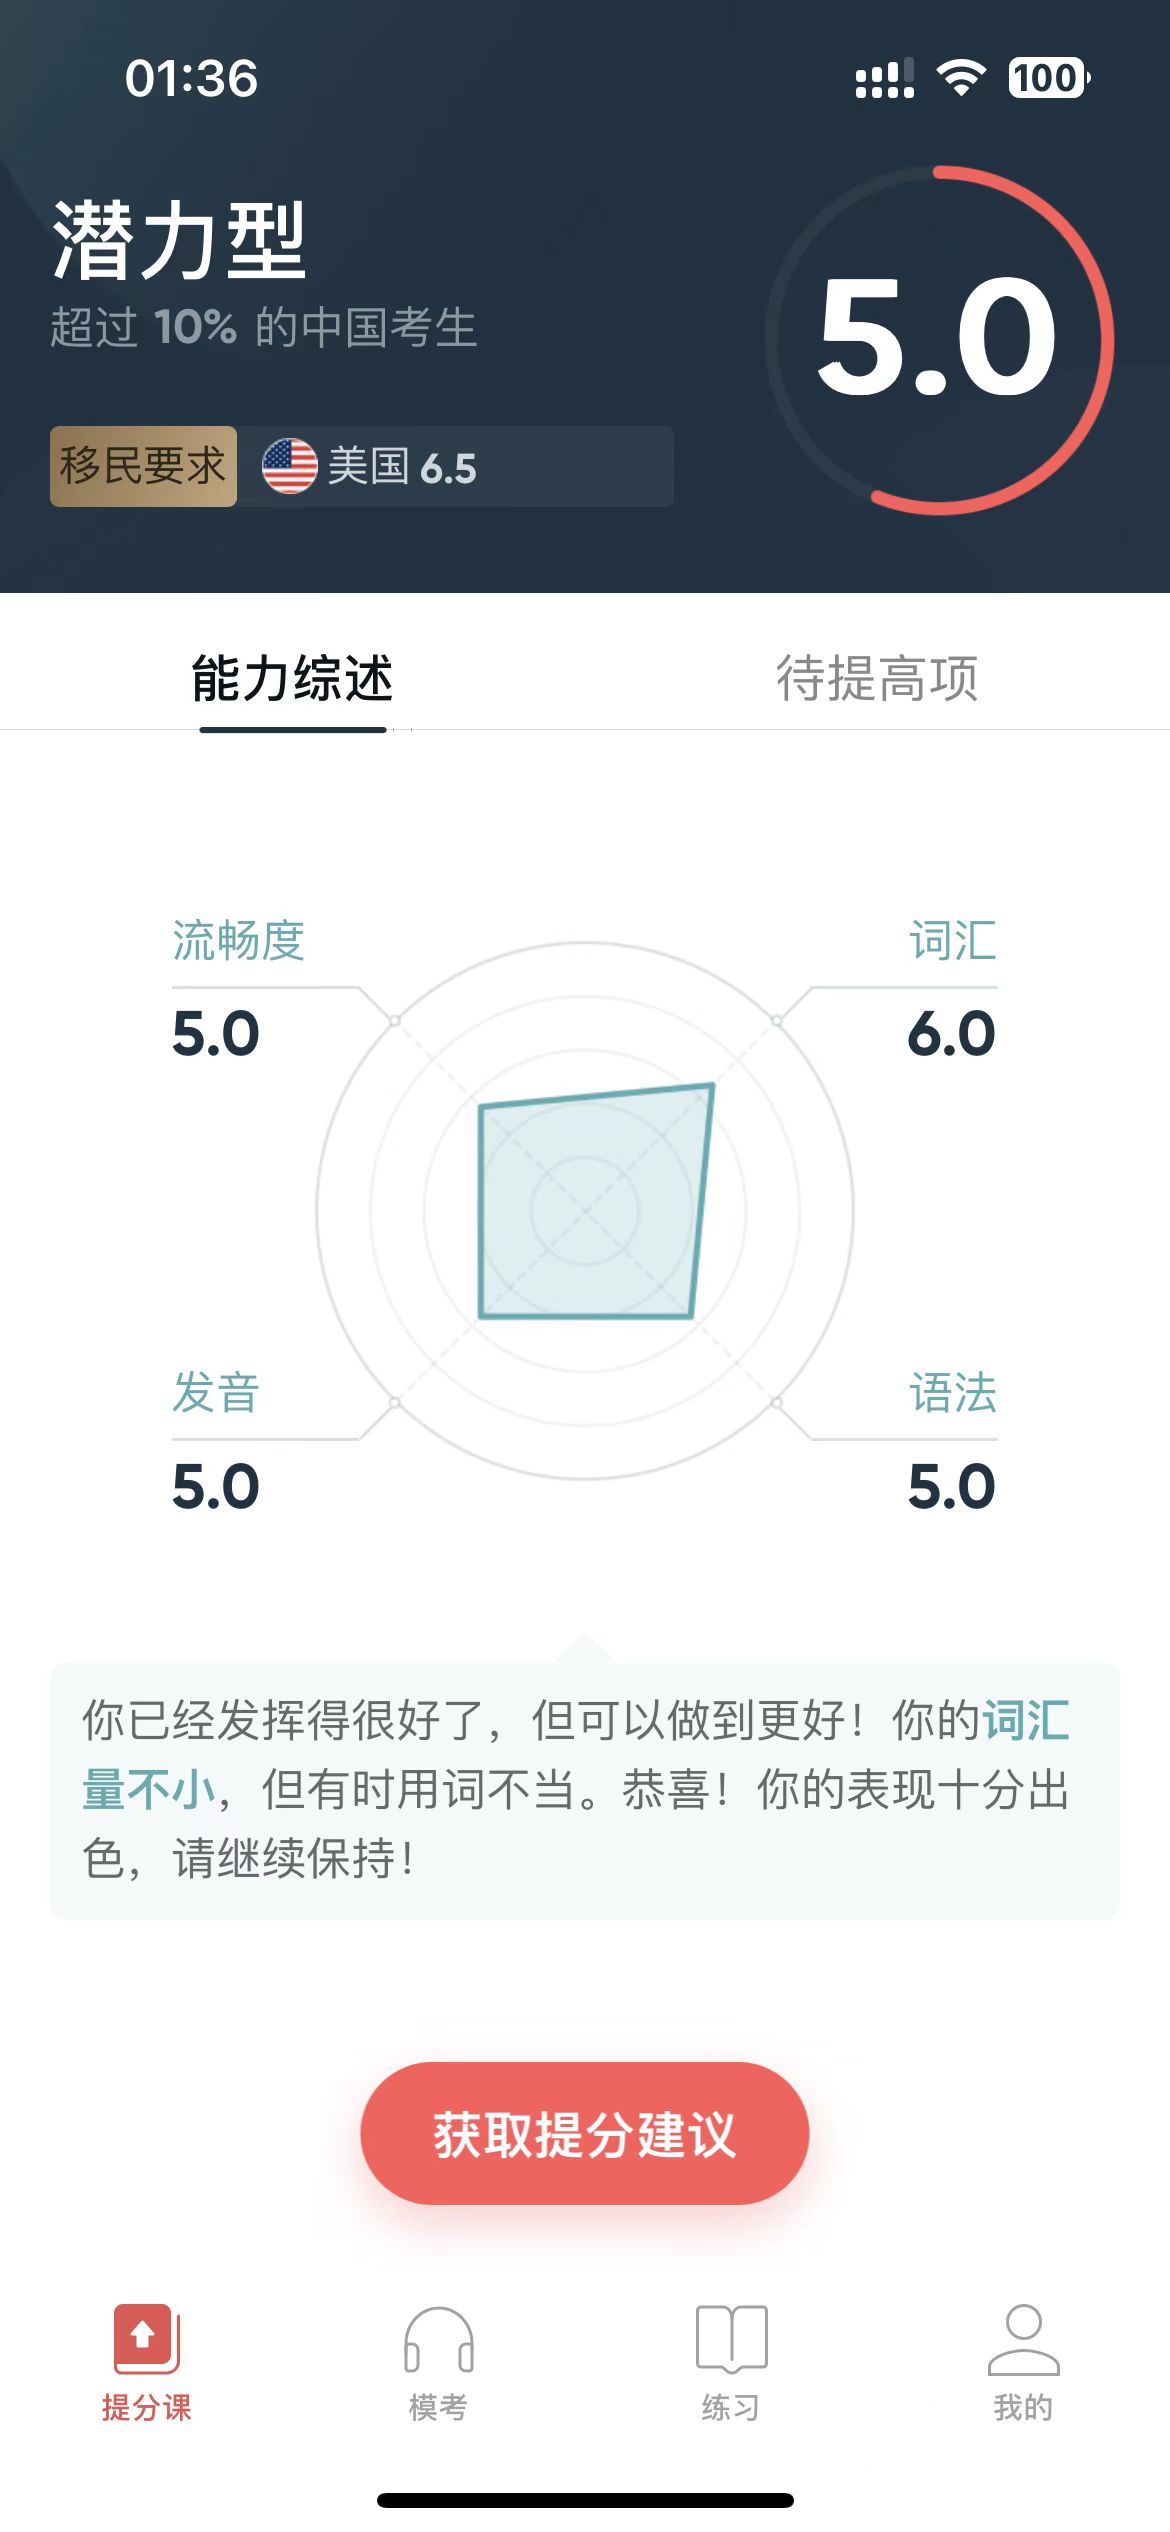 01:36
100
潜力型
超过 10% 的中国考生
5.0
移民要求 美国 6.5
能力综述 待提高项
流畅度 词汇
5.0 6.0
发音 语法
5.0 5.0
你已经发挥得很好了，但可以做到更好！你的词汇
量不小，但有时用词不当。恭喜！你的表现十分出
色，请继续保持！
获取提分建议
提分课 模考 练习 我的